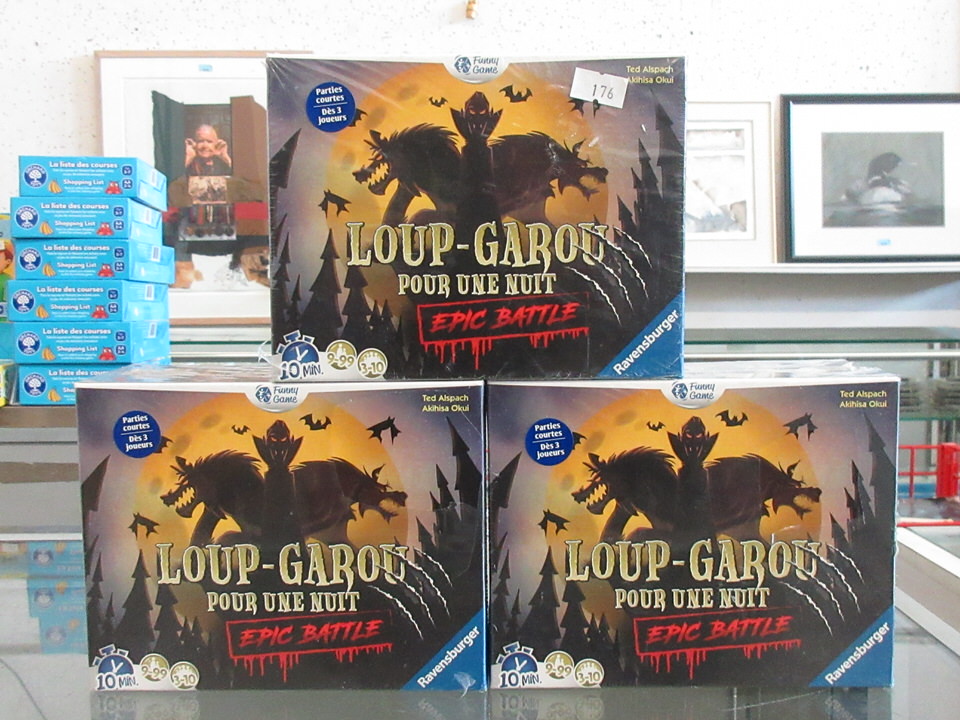 Funny
Game
Ted Alspach
Akihisa Okui
176
Parties
courtes
Dès 3
joueurs
LOUP-GAROU
POUR UNE NUIT
EPIC BATTLE
10 MIN.
9-99
3-10
Ravensburger
La liste des courses
Shopping List
La liste des courses
Shopping List
La liste des courses
Shopping List
La liste des courses
Shopping List
La liste des courses
Shopping List
La liste des courses
Funny
Game
Ted Alspach
Akihisa Okui
Parties
courtes
Dès 3
joueurs
LOUP-GAROU
POUR UNE NUIT
EPIC BATTLE
10 MIN.
9-99
3-10
Ravensburger
Funny
Game
Ted Alspach
Akihisa Okui
Parties
courtes
Dès 3
joueurs
LOUP-GAROU
POUR UNE NUIT
EPIC BATTLE
10 MIN.
9-99
3-10
Ravensburger